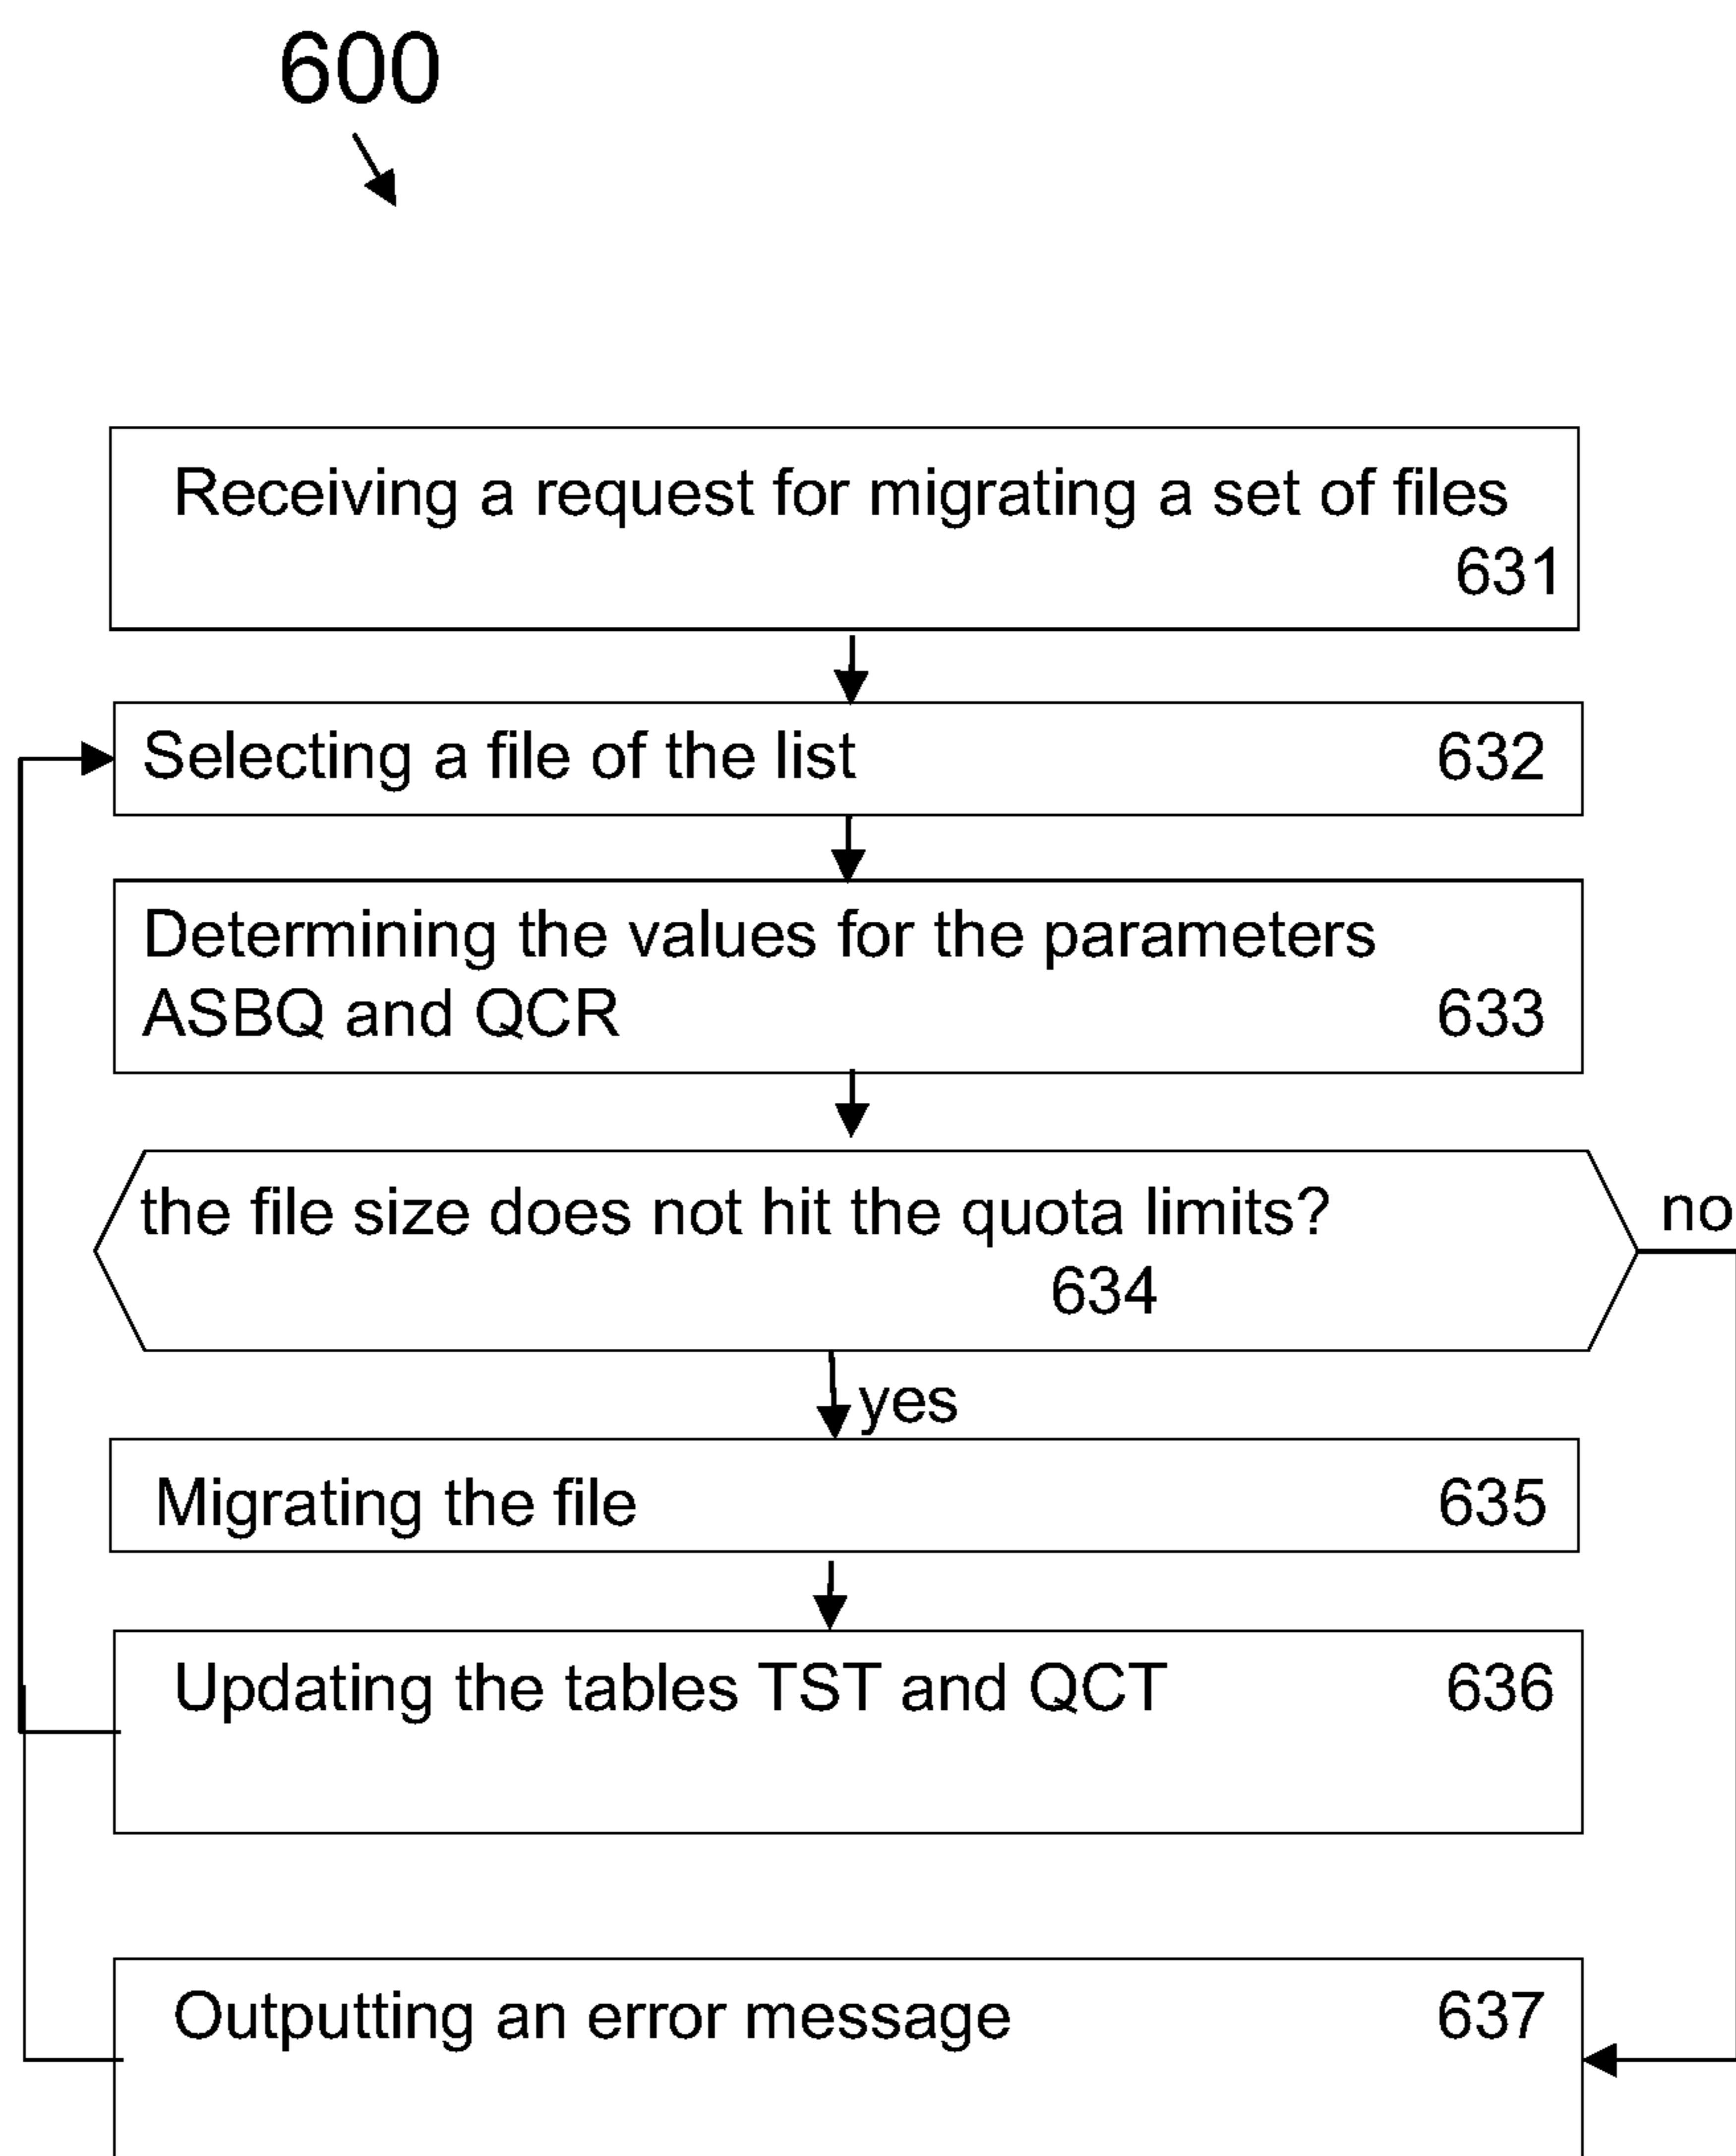 600
Receiving a request for migrating a set of files
631
Selecting a file of the list 632
Determining the values for the parameters
ASBQ and QCR 633
the file size does not hit the quota limits?
no
634
yes
Migrating the file 635
Updating the tables TST and QCT 636
Outputting an error message 637